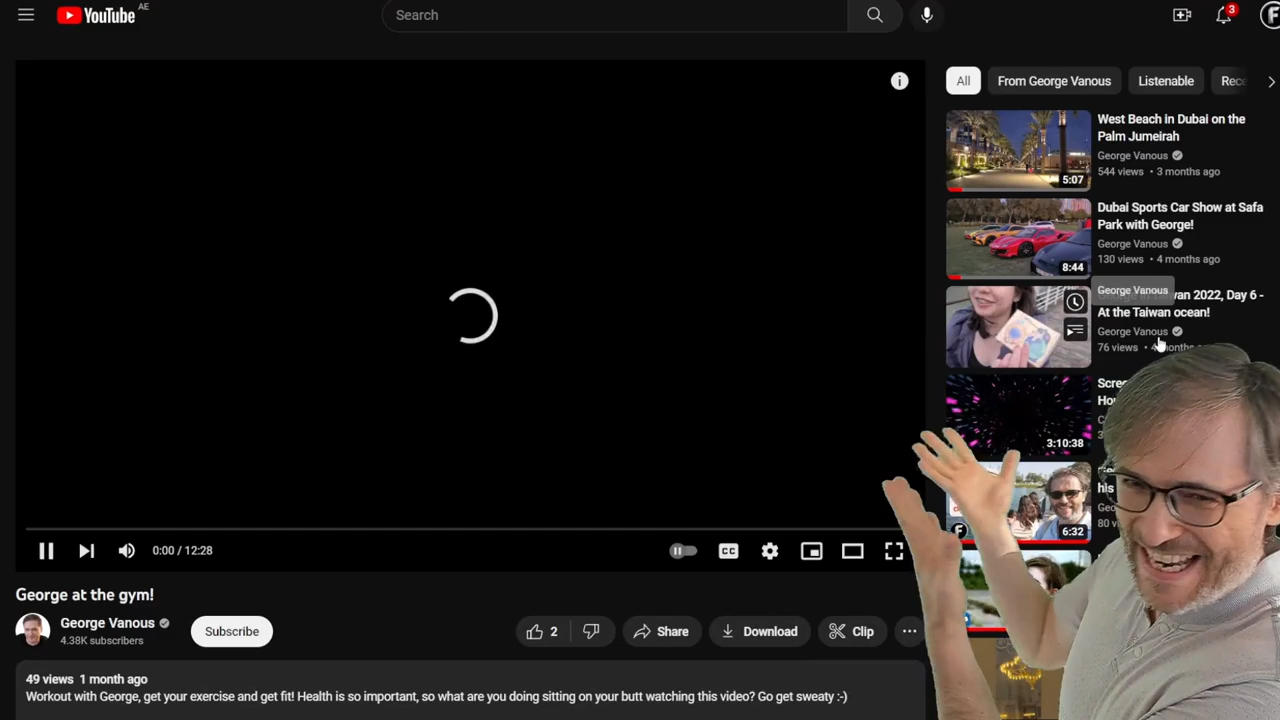 YouTube AE
Search
3
F
All
From George Vanous
Listenable
Rece
West Beach in Dubai on the
Palm Jumeirah
George Vanous
544 views • 3 months ago
5:07
Dubai Sports Car Show at Safa
Park with George!
George Vanous
130 views • 4 months ago
8:44
George Vanous
2022, Day 6 -
At the Taiwan ocean!
George Vanous
76 views •
3:10:38
his
80
6:32
F
0:00 / 12:28
CC
George at the gym!
George Vanous
4.38K subscribers
Subscribe
2
Share
Download
Clip
49 views 1 month ago
Workout with George, get your exercise and get fit! Health is so important, so what are you doing sitting on your butt watching this video? Go get sweaty :-)